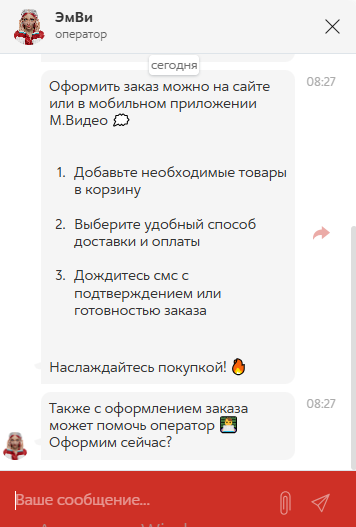 ЭмВи
оператор
сегодня
Оформить заказ можно на сайте
или в мобильном приложении
М.Видео
08:27
1. Добавьте необходимые товары
в корзину
2. Выберите удобный способ
доставки и оплаты
3. Дождитесь смс с
подтверждением или
готовностью заказа
Наслаждайтесь покупкой!
Также с оформлением заказа
может помочь оператор
Оформим сейчас?
08:27
Ваше сообщение...